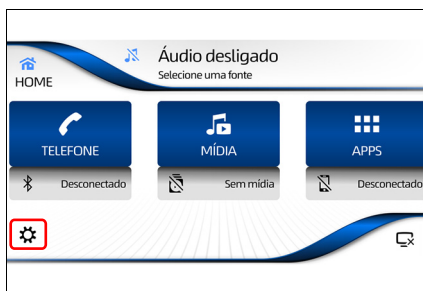 Áudio desligado
Selecione uma fonte
HOME
TELEFONE
MÍDIA
APPS
Desconectado
Sem mídia
Desconectado